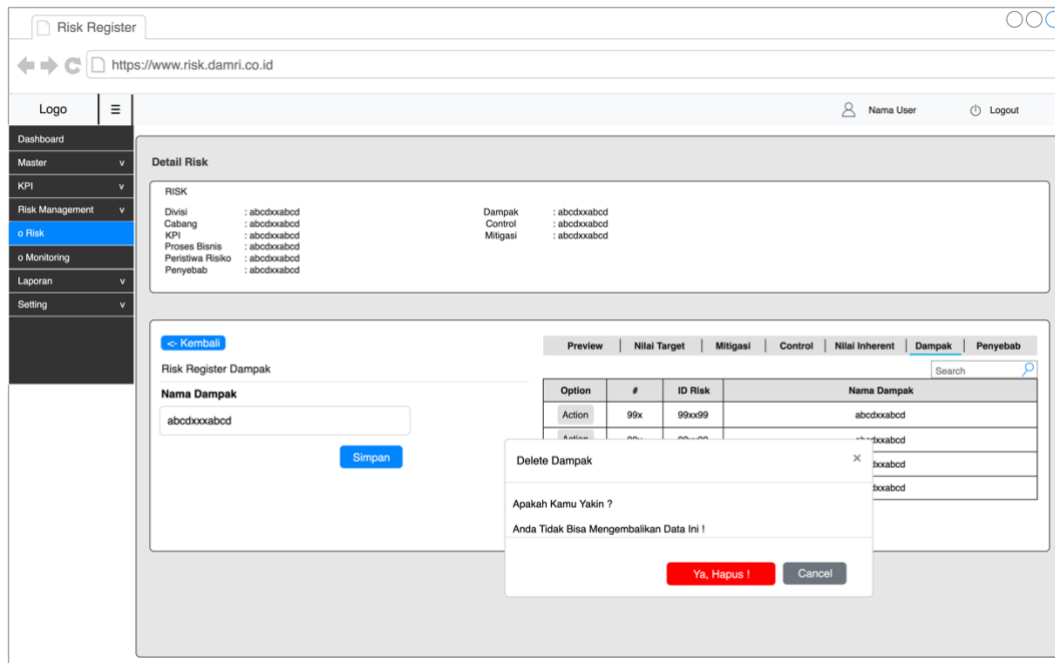 Risk Register
https://www.risk.damri.co.id
Logo
Nama User
Logout
Dashboard
Master v
KPI v
Risk Management v
o Risk
o Monitoring
Laporan v
Setting v
Detail Risk
RISK
Divisi : abcdxxabcd
Cabang : abcdxxabcd
KPI : abcdxxabcd
Proses Bisnis : abcdxxabcd
Peristiwa Risiko : abcdxxabcd
Penyebab : abcdxxabcd
Dampak : abcdxxabcd
Control : abcdxxabcd
Mitigasi : abcdxxabcd
<- Kembali
Risk Register Dampak
Nama Dampak
abcdxxxabcd
Simpan
Preview | Nilai Target | Mitigasi | Control | Nilai Inherent | Dampak | Penyebab
Search
Option # ID Risk Nama Dampak
Action 99x 99xx99 abcdxxabcd
Delete Dampak ×
Apakah Kamu Yakin ?
Anda Tidak Bisa Mengembalikan Data Ini !
Ya, Hapus !
Cancel